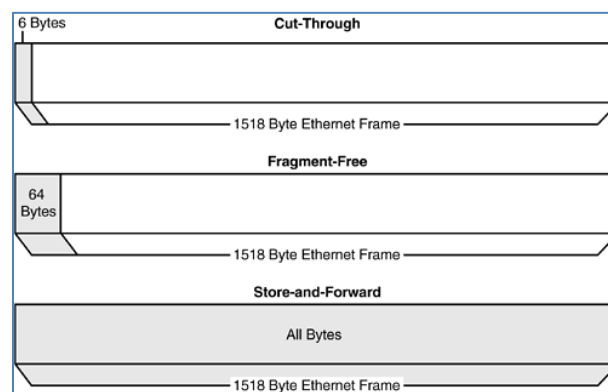 6 Bytes
Cut-Through
1518 Byte Ethernet Frame
Fragment-Free
64
Bytes
1518 Byte Ethernet Frame
Store-and-Forward
All Bytes
1518 Byte Ethernet Frame